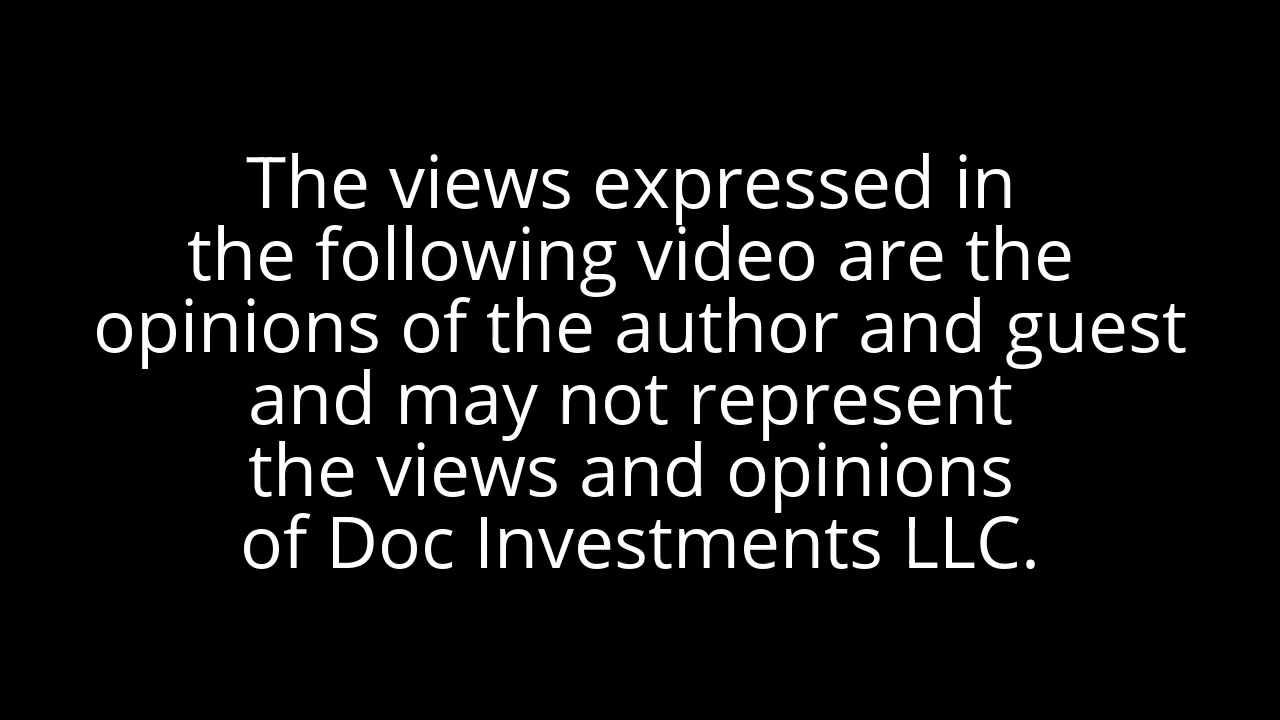 The views expressed in
the following video are the
opinions of the author and guest
and may not represent
the views and opinions
of Doc Investments LLC.